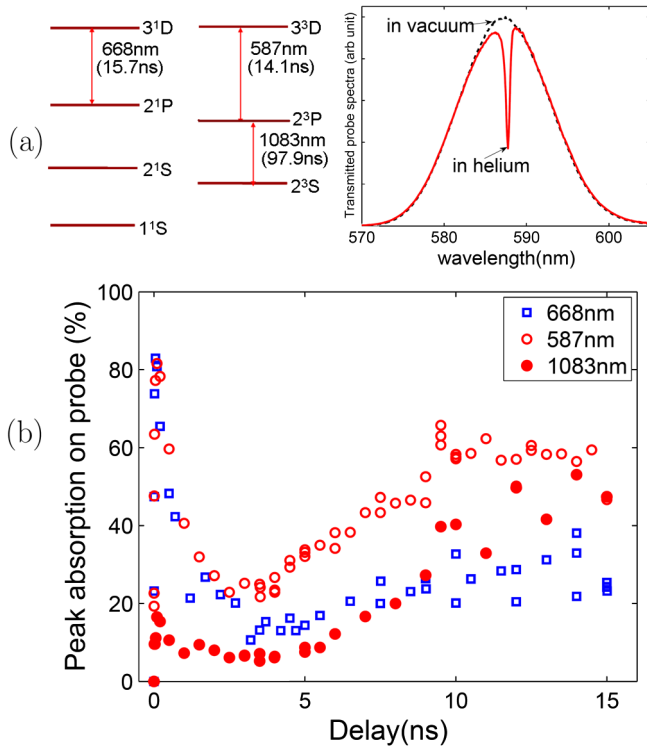 (a)
3¹D
668nm
(15.7ns)
2¹P
2¹S
1¹S
3³D
587nm
(14.1ns)
2³P
1083nm
(97.9ns)
2³S
Transmitted probe spectra (arb unit)
in vacuum
in helium
570 580 590 600
wavelength(nm)
(b)
Peak absorption on probe (%)
100
80
60
40
20
0
668nm
587nm
1083nm
0 5 10 15
Delay(ns)